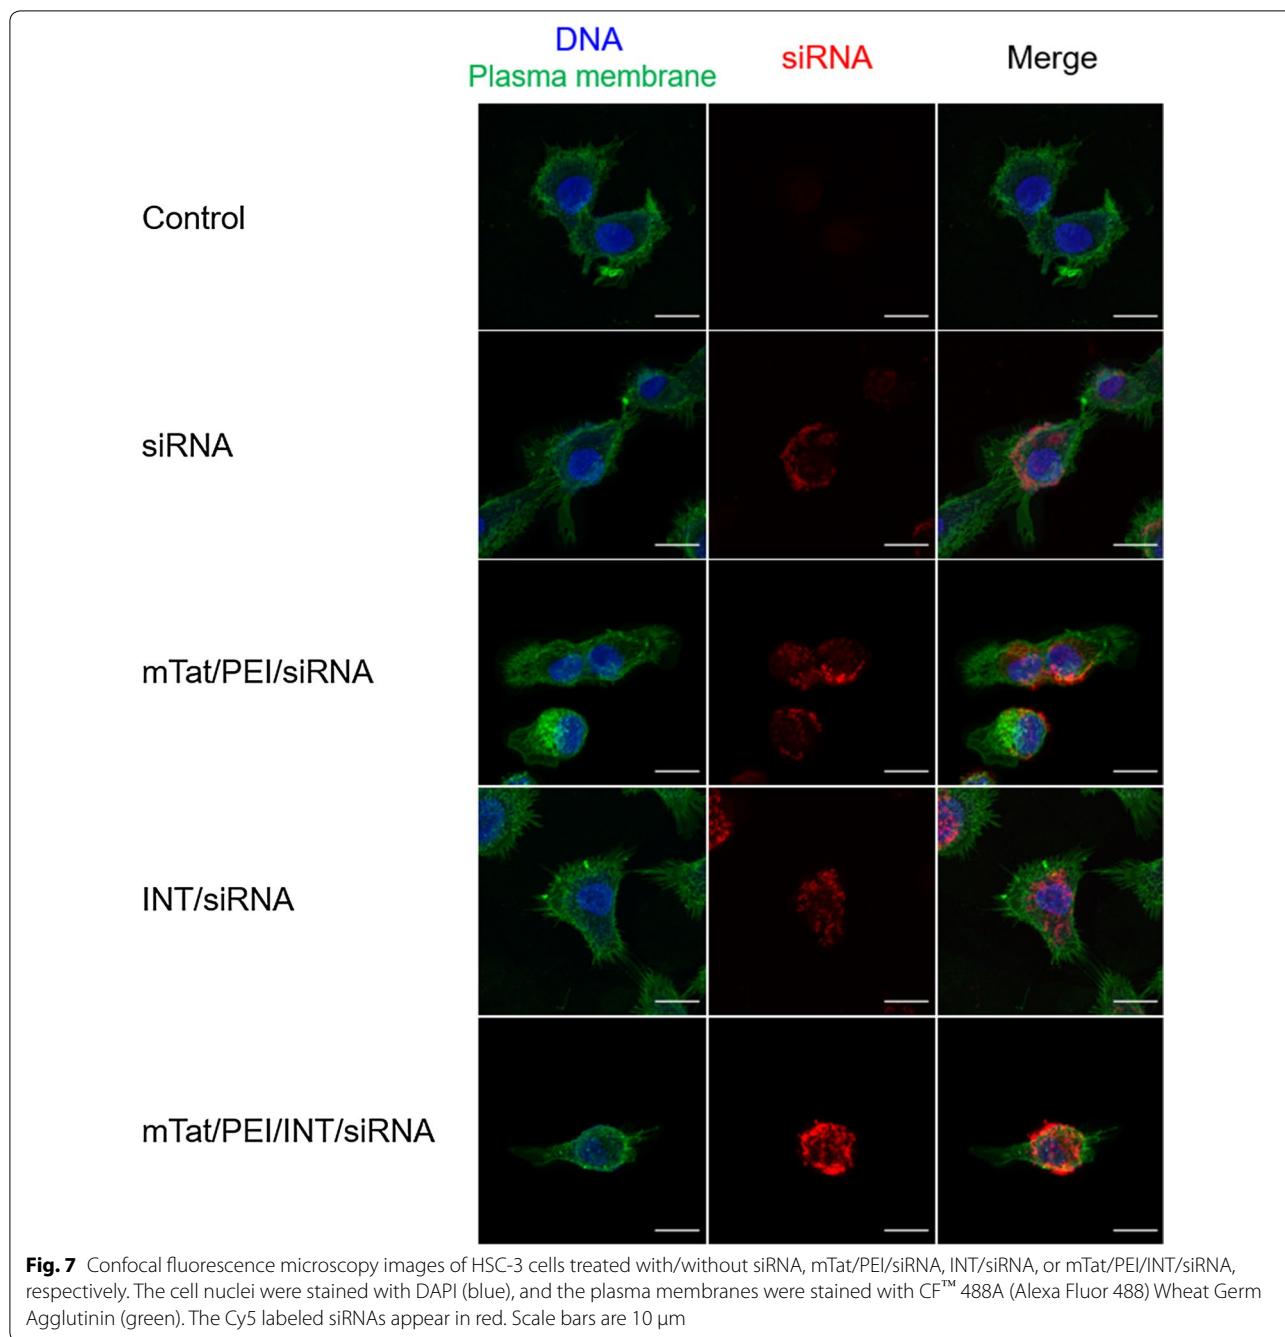 DNA
Plasma membrane
siRNA
Merge
Control
siRNA
mTat/PEI/siRNA
INT/siRNA
mTat/PEI/INT/siRNA
Fig. 7 Confocal fluorescence microscopy images of HSC-3 cells treated with/without siRNA, mTat/PEI/siRNA, INT/siRNA, or mTat/PEI/INT/siRNA,
respectively. The cell nuclei were stained with DAPI (blue), and the plasma membranes were stained with CF™ 488A (Alexa Fluor 488) Wheat Germ
Agglutinin (green). The Cy5 labeled siRNAs appear in red. Scale bars are 10 μm